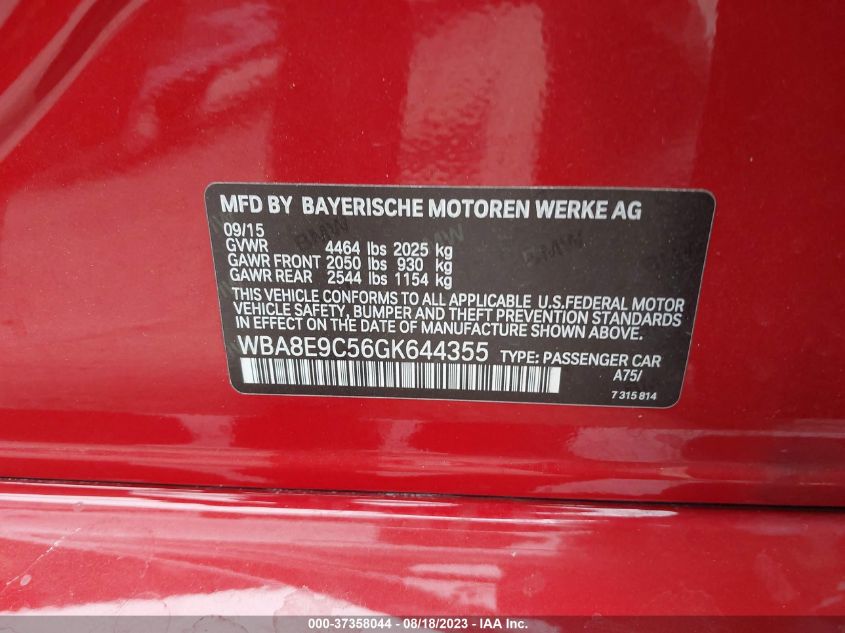 MFD BY BAYERISCHE MOTOREN WERKE AG
09/15
GVWR 4464 lbs 2025 kg
GAWR FRONT 2050 lbs 930 kg
GAWR REAR 2544 lbs 1154 kg
THIS VEHICLE CONFORMS TO ALL APPLICABLE U.S.FEDERAL MOTOR
VEHICLE SAFETY, BUMPER AND THEFT PREVENTION STANDARDS
IN EFFECT ON THE DATE OF MANUFACTURE SHOWN ABOVE.
WBA8E9C56GK644355 TYPE: PASSENGER CAR
A75/
7 315 814
000-37358044 - 08/18/2023 - IAA Inc.